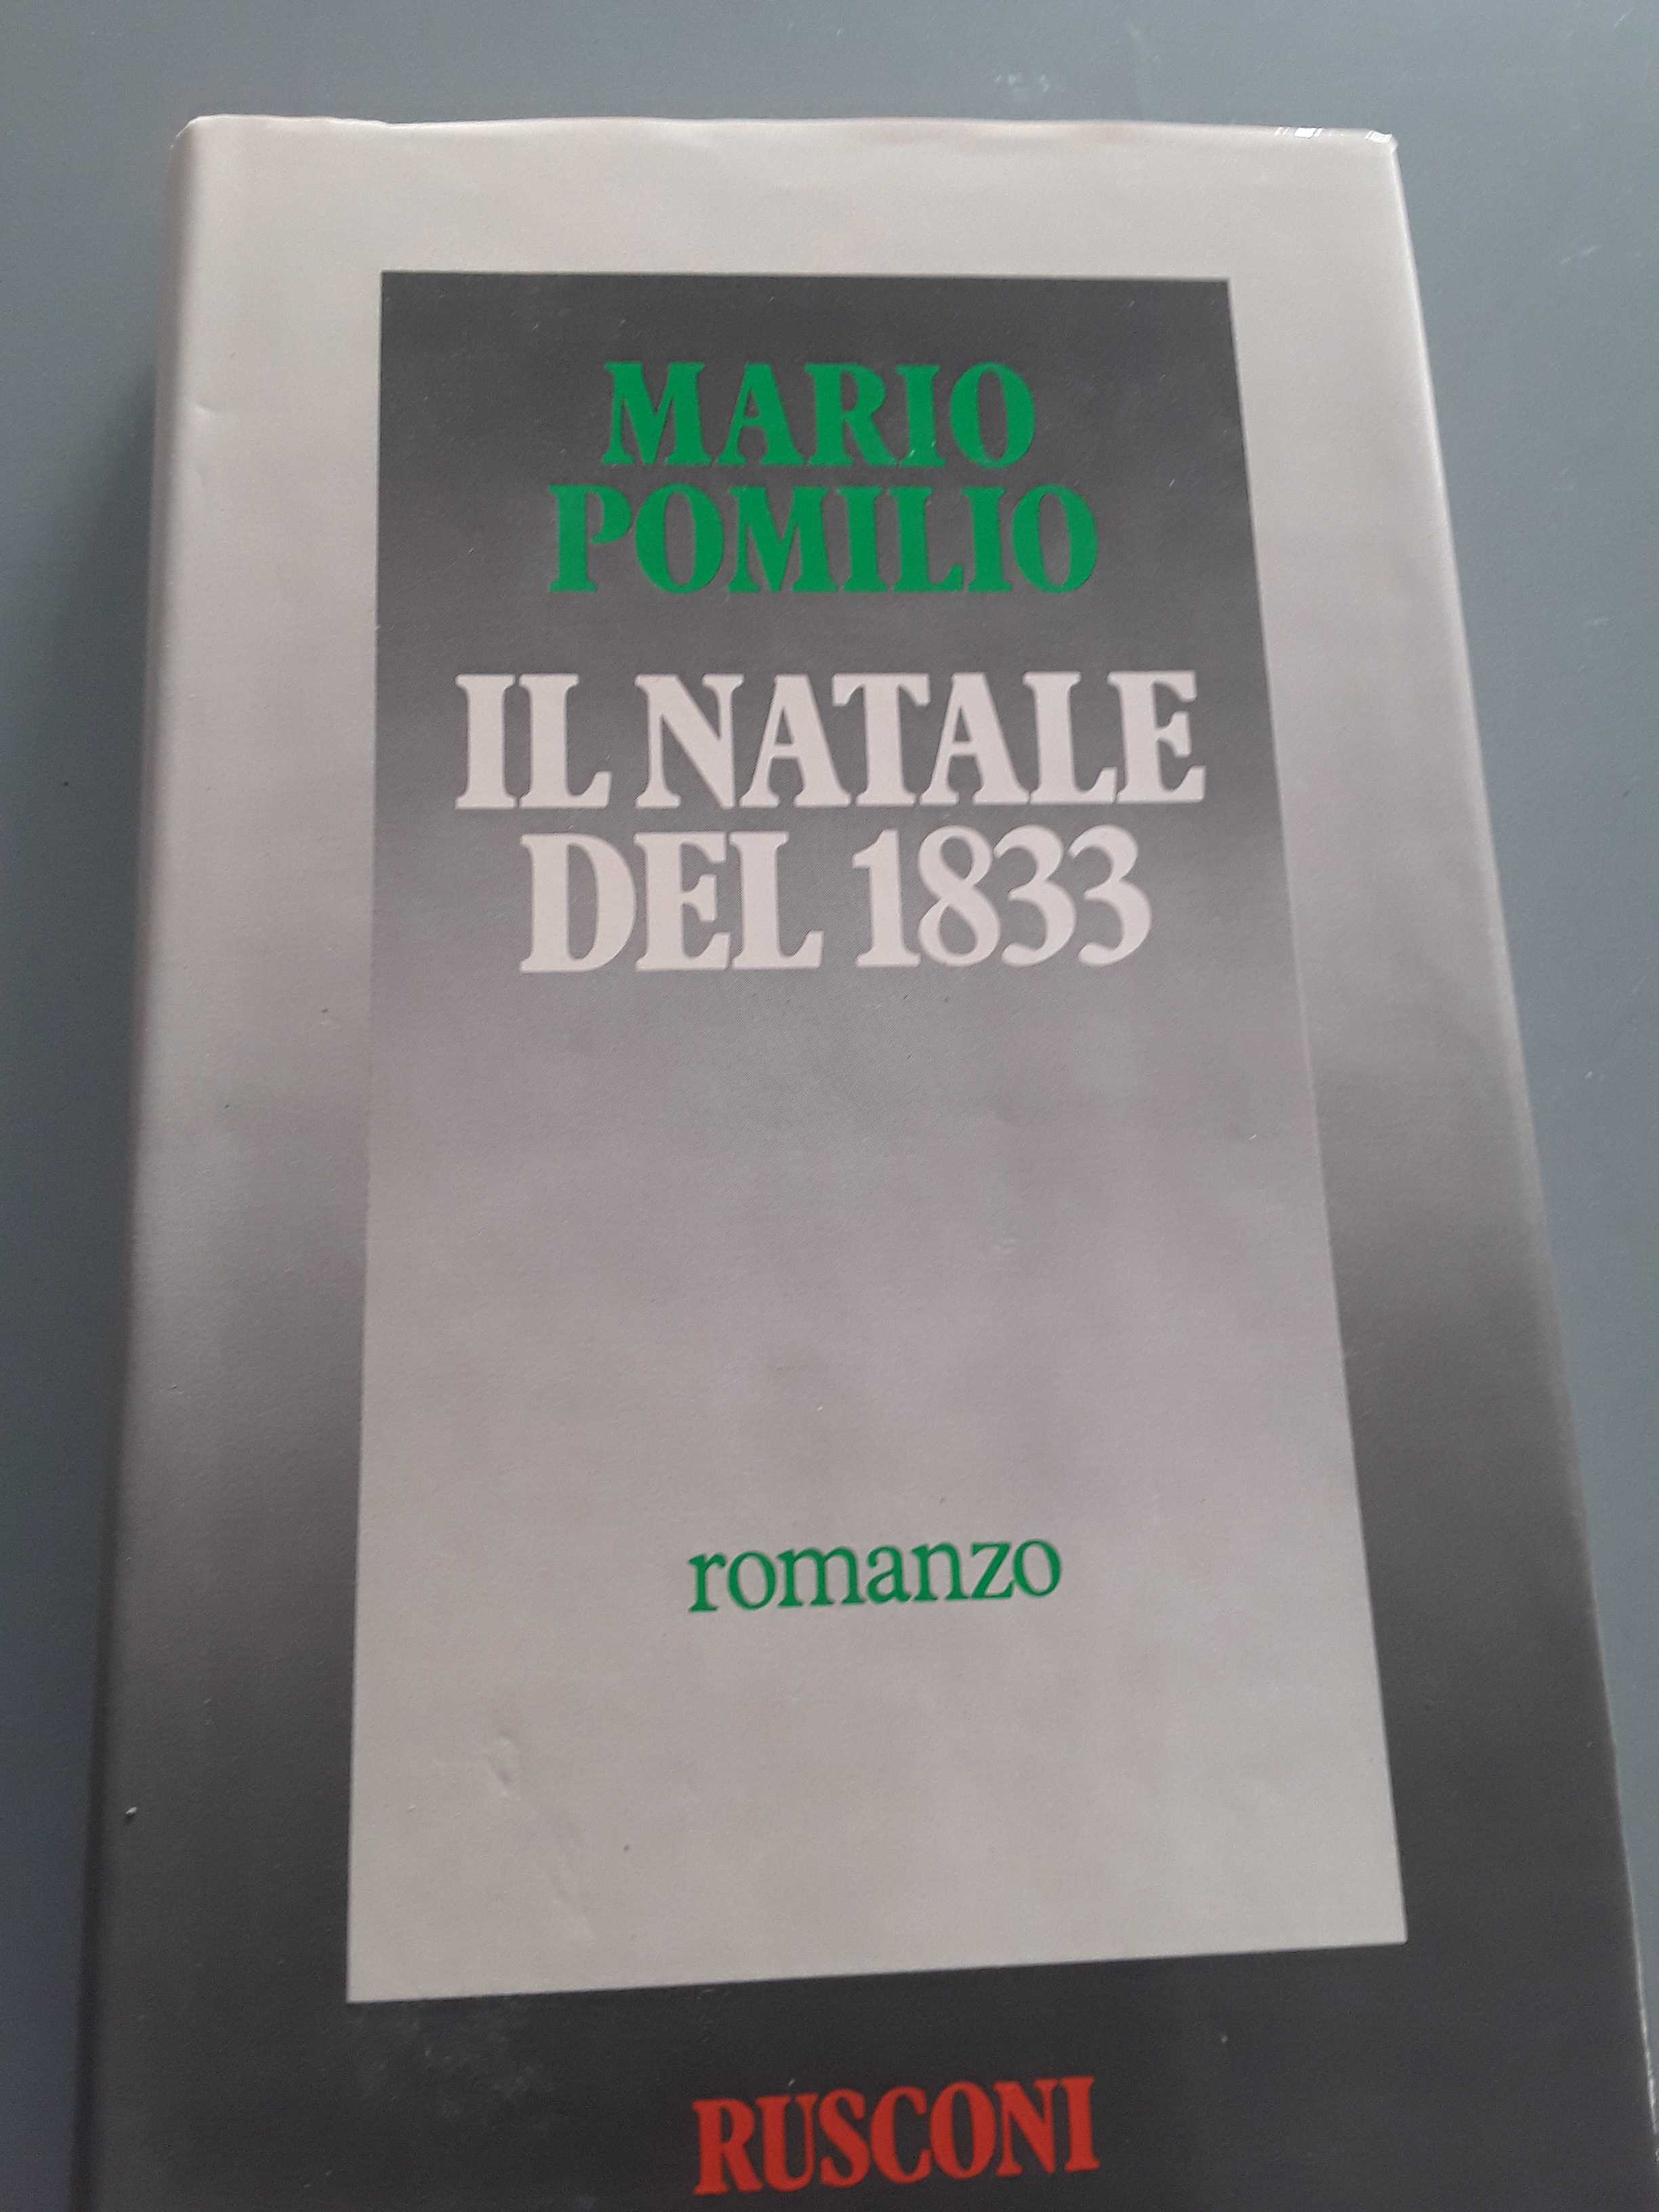 MARIO
POMILIO
IL NATALE
DEL 1833
romanzo
RUSCONI